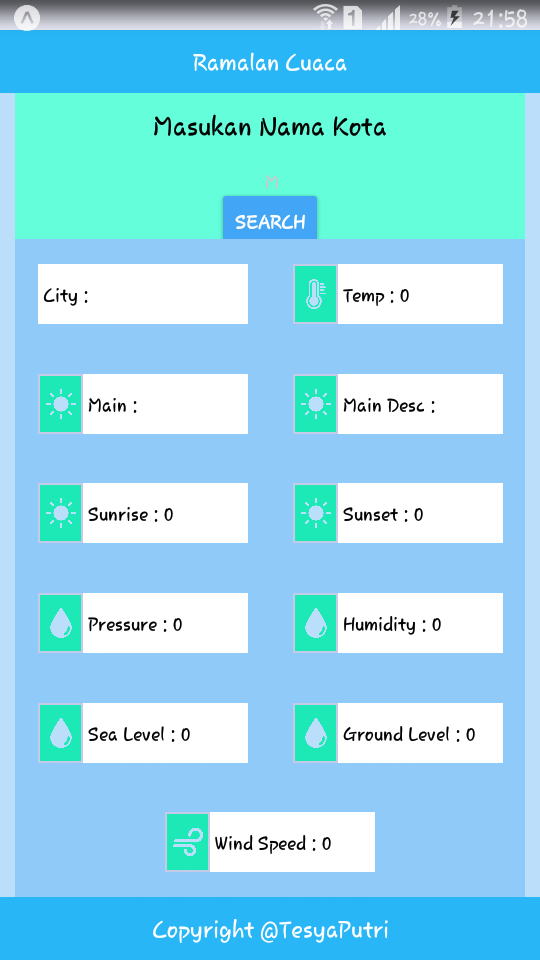 1
28%
21:58
Ramalan Cuaca
Masukan Nama Kota
M
SEARCH
City :
Temp : 0
Main :
Main Desc :
Sunrise : 0
Sunset : 0
Pressure : 0
Humidity : 0
Sea Level : 0
Ground Level : 0
Wind Speed : 0
Copyright @TesyaPutri